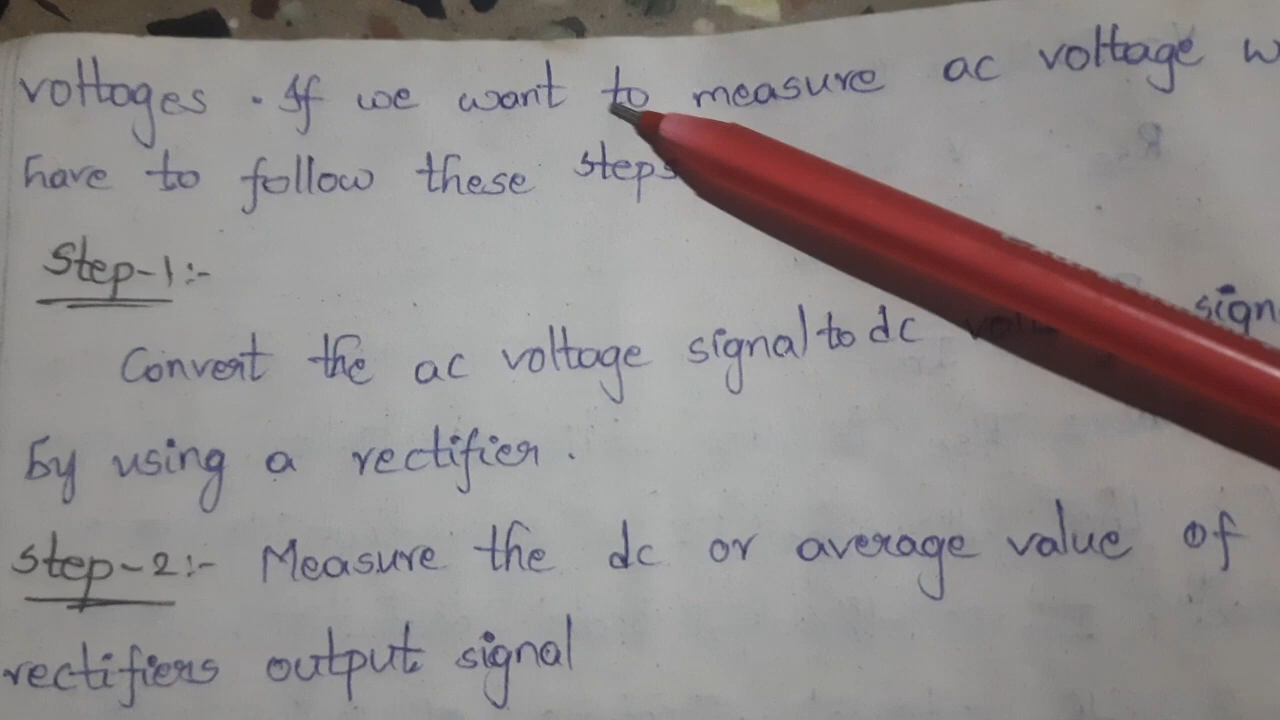 voltages. If we want to measure ac voltage w
have to follow these steps
Step-1:-
Convert the ac voltage signal to dc sign
by using a rectifier.
Step-2:- Measure the dc or average value of
rectifiers output signal